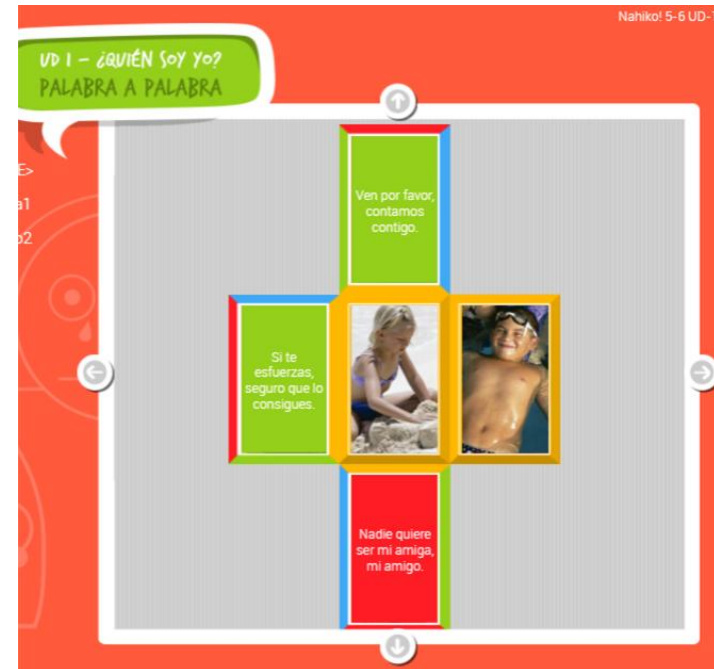 Nahiko! 5-6 UD-
UD 1 – ¿QUIÉN SOY YO?
PALABRA A PALABRA
E>
a1
o2
Ven por favor,
contamos
contigo.
Si te
esfuerzas,
seguro que lo
consigues.
Nadie quiere
ser mi amiga,
mi amigo.